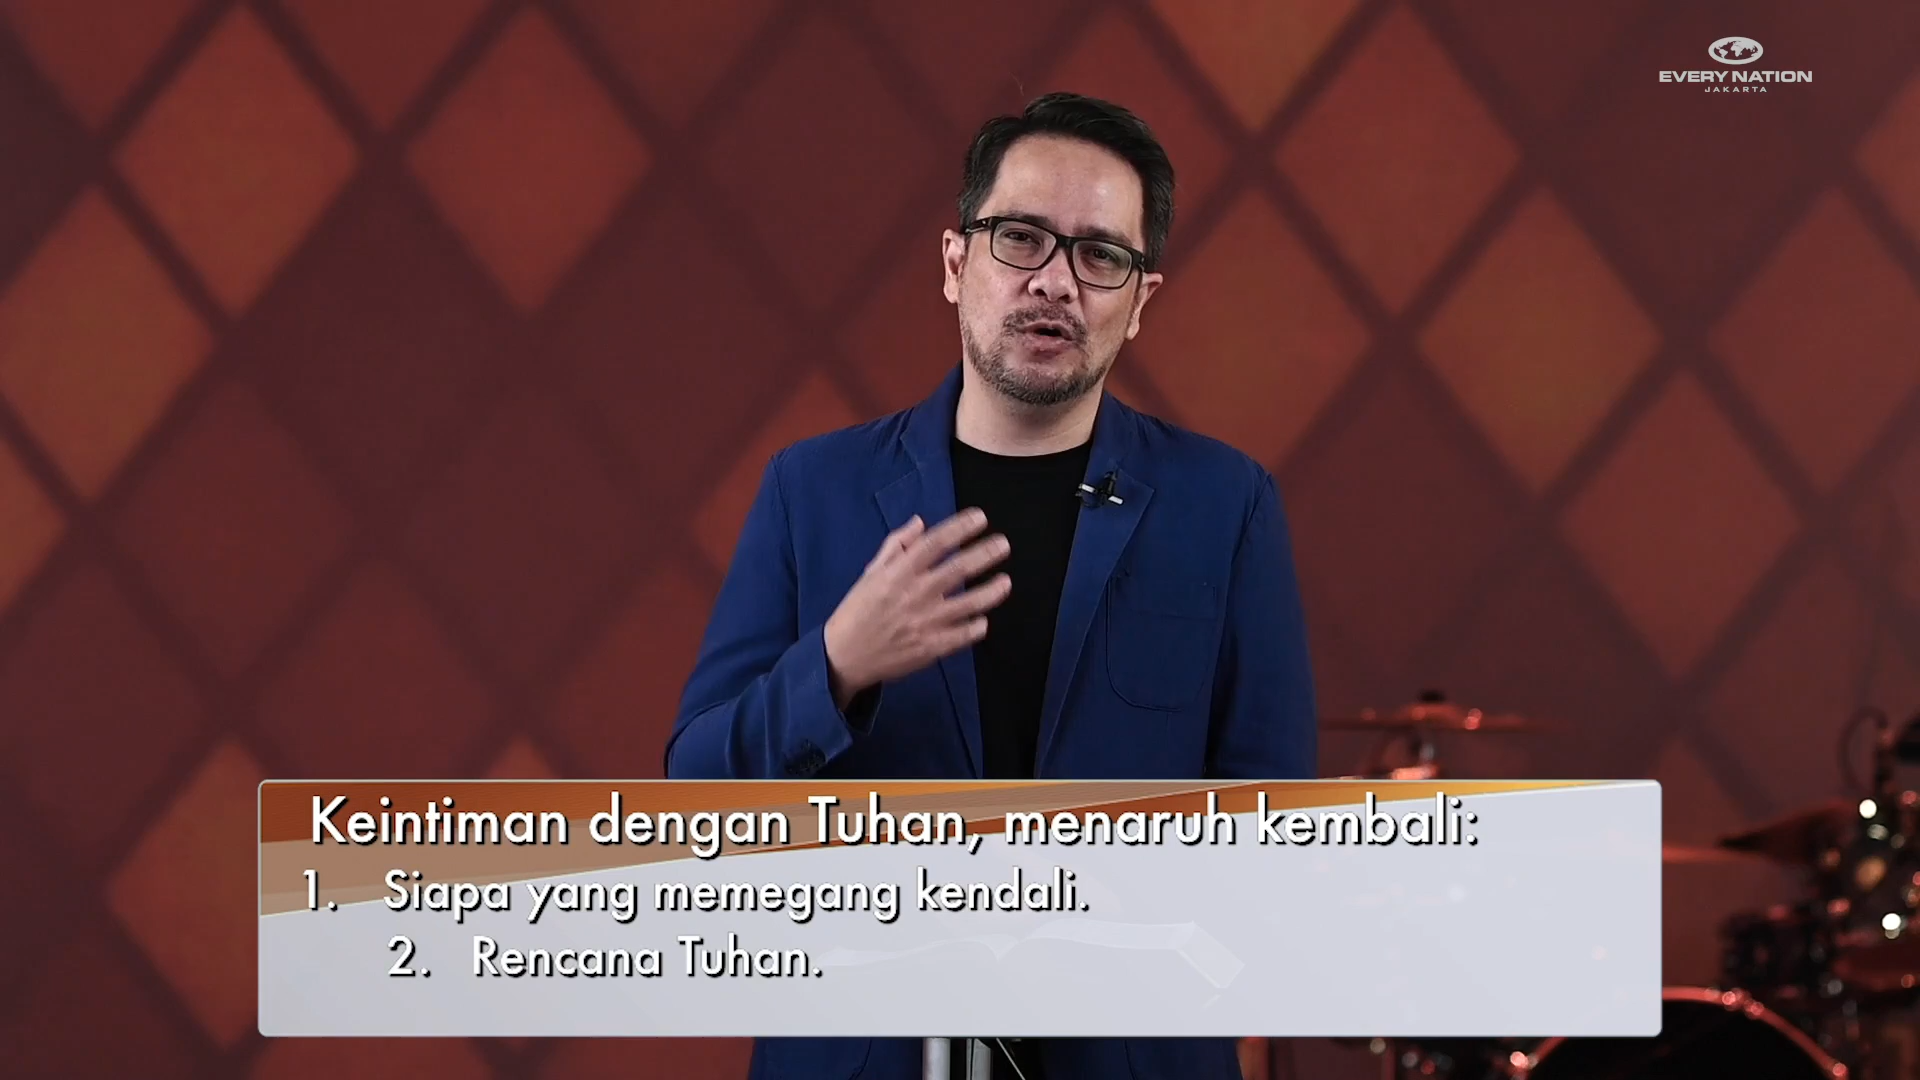 EVERY NATION
JAKARTA
Keintiman dengan Tuhan, menaruh kembali:
1. Siapa yang memegang kendali.
2. Rencana Tuhan.